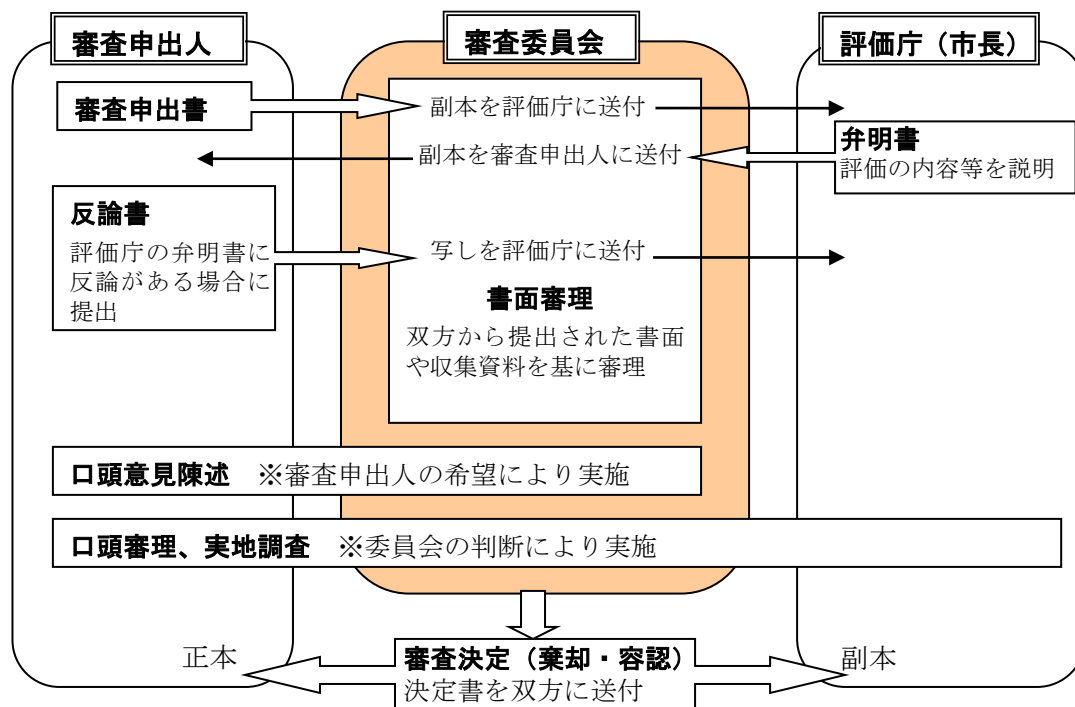 審査申出人
審査委員会
評価庁（市長）
審査申出書
副本を評価庁に送付
副本を審査申出人に送付
弁明書
評価の内容等を説明
反論書
評価庁の弁明書に
反論がある場合に
提出
写しを評価庁に送付
書面審理
双方から提出された書面
や収集資料を基に審理
口頭意見陳述　※審査申出人の希望により実施
口頭審理、実地調査　※委員会の判断により実施
正本
審査決定（棄却・容認）
決定書を双方に送付
副本